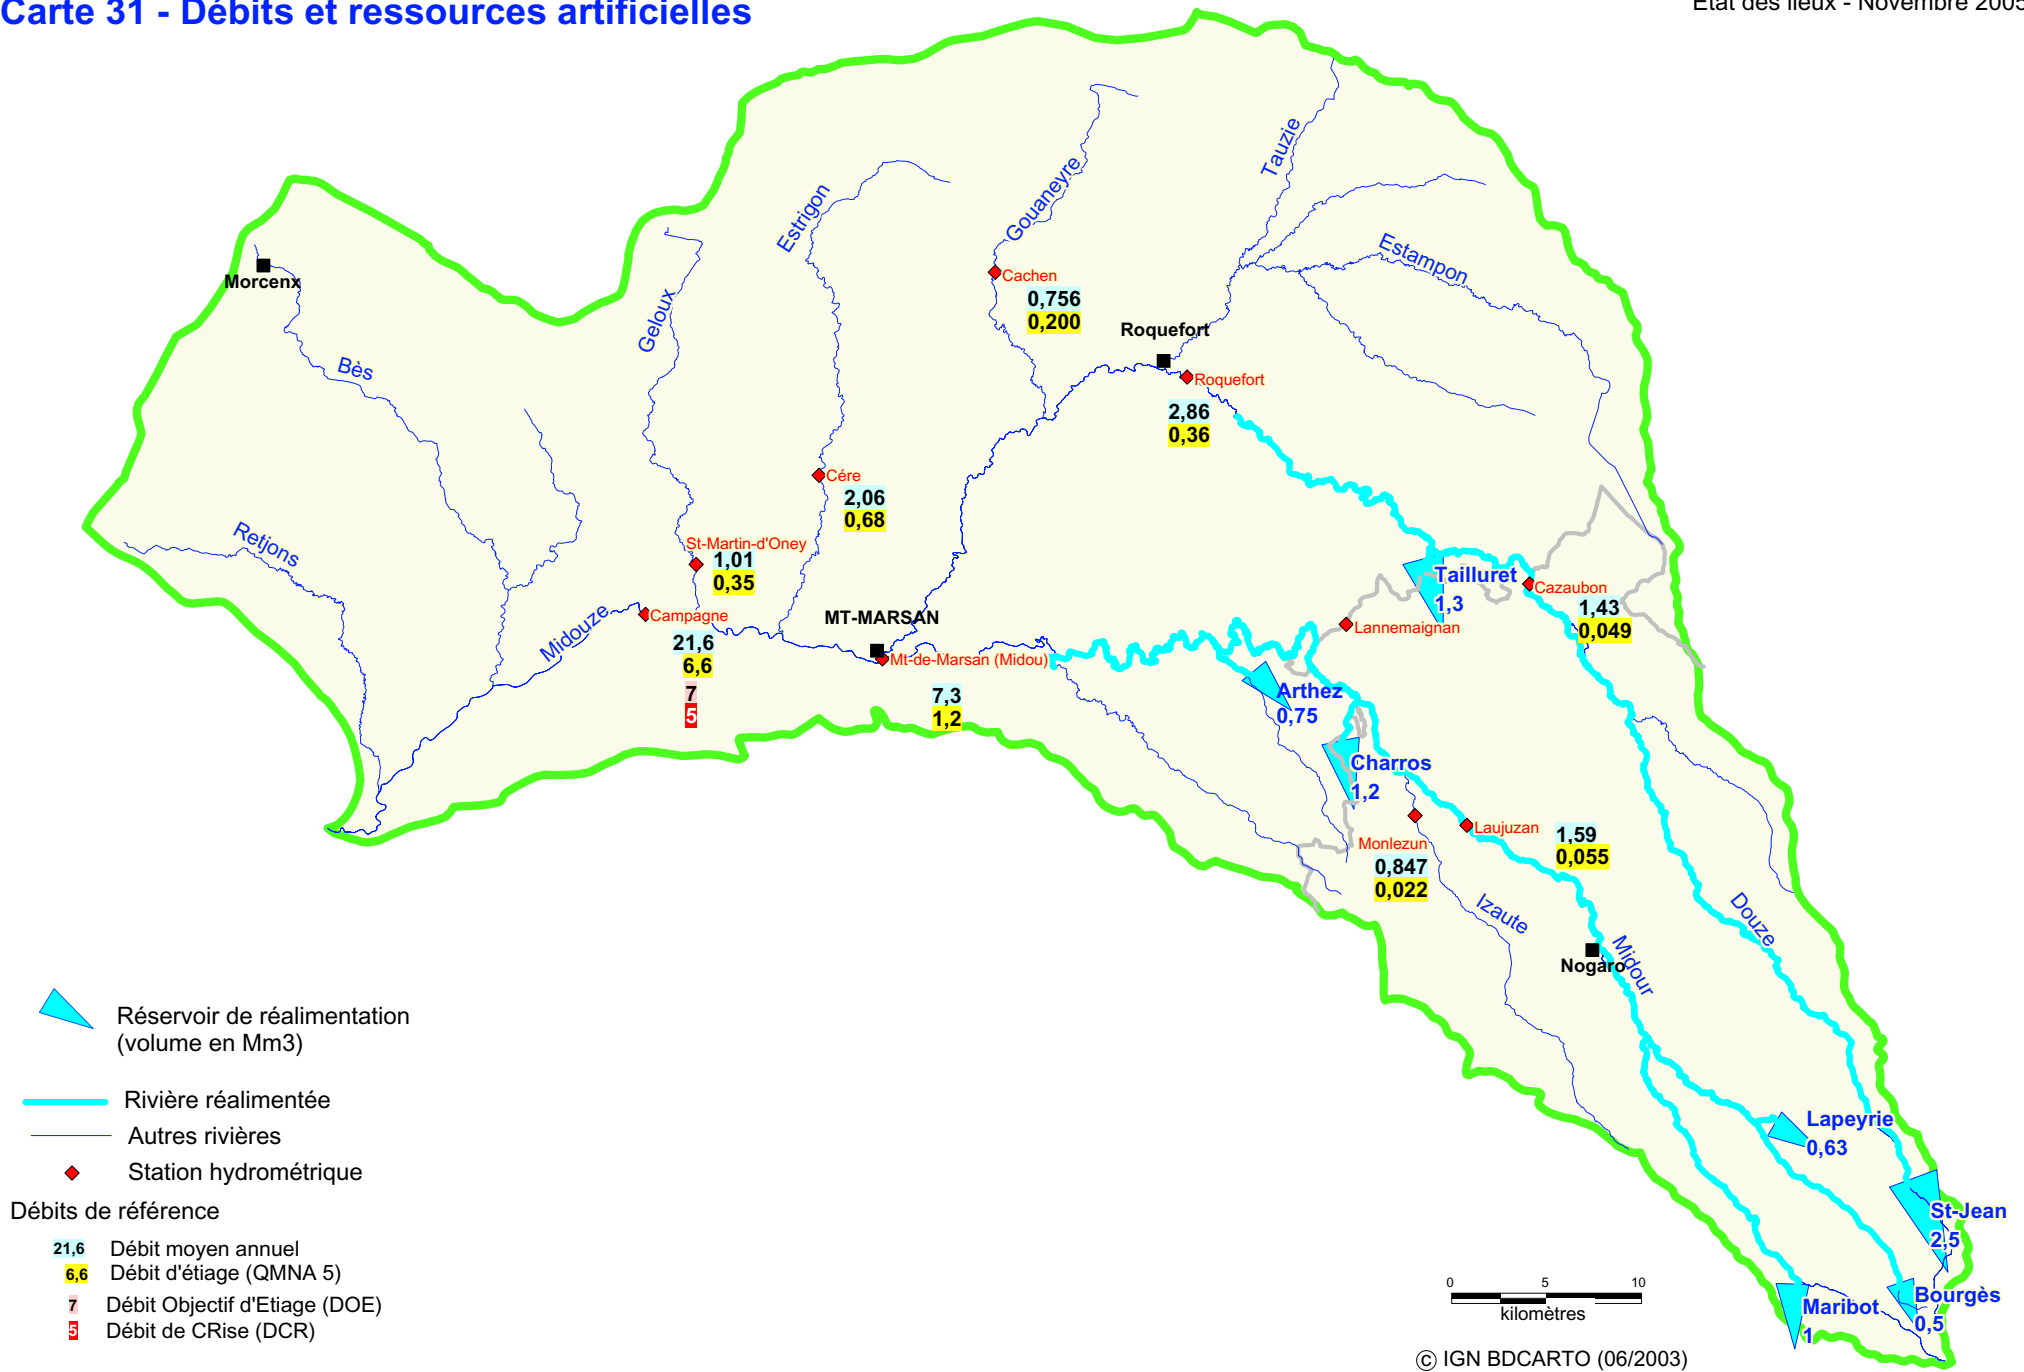 Carte 31 - Débits et ressources artificielles
Etat des lieux - Novembre 2005
Tauzie
Gouaneyre
Estrigon
Estampon
Morcenx
Cachen
0,756
0,200
Geloux
Roquefort
Bès
Roquefort
2,86
0,36
Cére
2,06
0,68
Retjons
St-Martin-d'Oney
1,01
0,35
Tailluret
1,3
Cazaubon
1,43
0,049
Midouze
Campagne
21,6
6,6
7
5
MT-MARSAN
Mt-de-Marsan (Midou)
7,3
1,2
Lannemaignan
Arthez
0,75
Charros
1,2
Laujuzan
1,59
0,055
Monlezun
0,847
0,022
Izaute
Douze
Midour
Nogaro
Réservoir de réalimentation
(volume en Mm3)
Rivière réalimentée
Autres rivières
Station hydrométrique
Débits de référence
21,6 Débit moyen annuel
6,6 Débit d'étiage (QMNA 5)
7 Débit Objectif d'Etiage (DOE)
5 Débit de CRise (DCR)
Lapeyrie
0,63
St-Jean
2,5
Bourgès
0,5
Maribot
1
0 5 10
kilomètres
© IGN BDCARTO (06/2003)